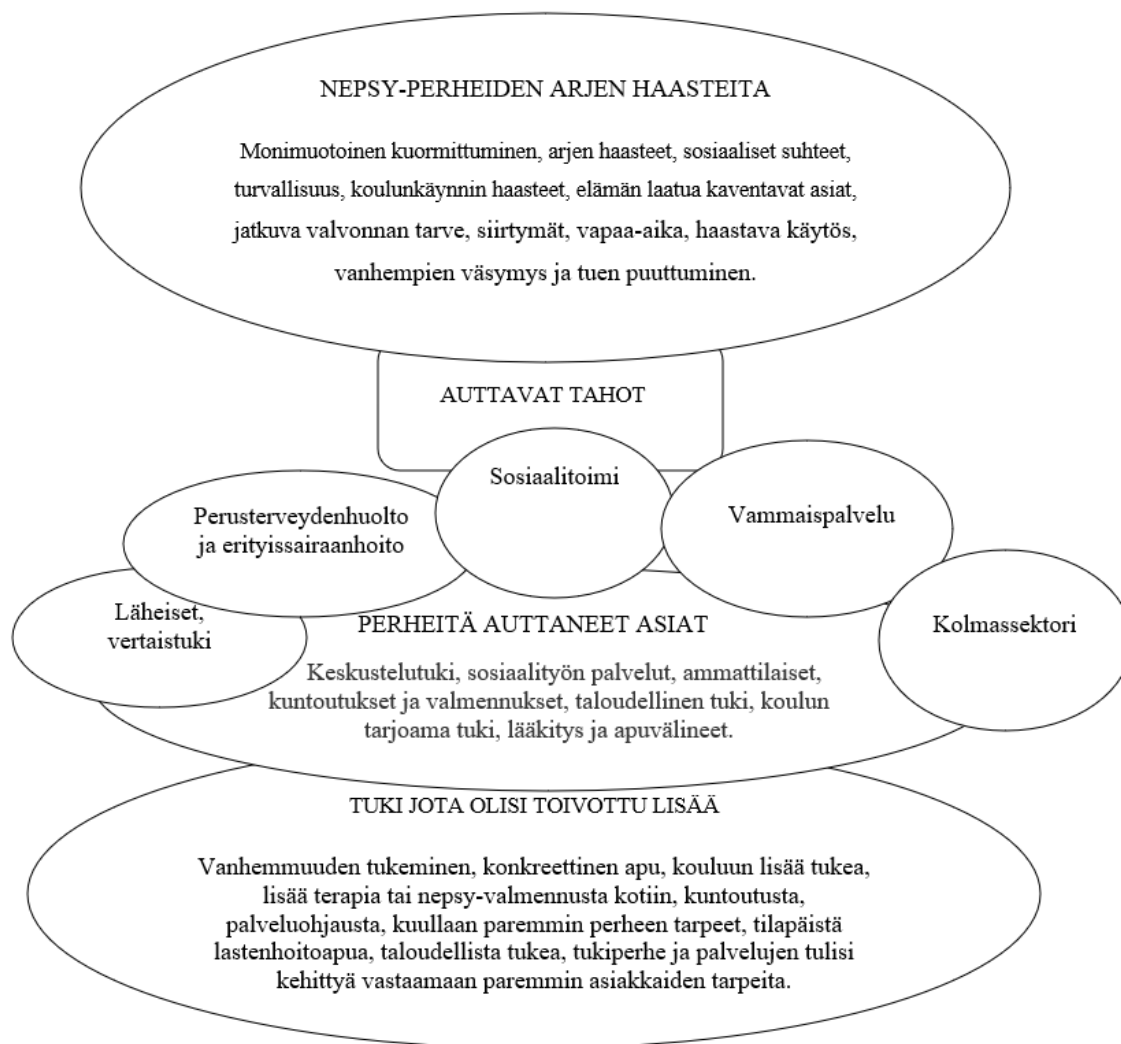 NEPSY-PERHEIDEN ARJEN HAASTEITA
Monimuotoinen kuormittuminen, arjen haasteet, sosiaaliset suhteet,
turvallisuus, koulunkäynnin haasteet, elämän laatua kaventavat asiat,
jatkuva valvonnan tarve, siirtymät, vapaa-aika, haastava käytös,
vanhempien väsymys ja tuen puuttuminen.
AUTTAVAT TAHOT
Sosiaalitoimi
Perusterveydenhuolto
ja erityissairaanhoito
Vammaispalvelu
Läheiset,
vertaistuki
Kolmassektori
PERHEITÄ AUTTANEET ASIAT
Keskustelutuki, sosiaalityön palvelut, ammattilaiset,
kuntoutukset ja valmennukset, taloudellinen tuki, koulun
tarjoama tuki, lääkitys ja apuvälineet.
TUKI JOTA OLISI TOIVOTTU LISÄÄ
Vanhemmuuden tukeminen, konkreettinen apu, kouluun lisää tukea,
lisää terapia tai nepsy-valmennusta kotiin, kuntoutusta,
palveluohjausta, kuullaan paremmin perheen tarpeet, tilapäistä
lastenhoitoapua, taloudellista tukea, tukiperhe ja palvelujen tulisi
kehittyä vastaamaan paremmin asiakkaiden tarpeita.